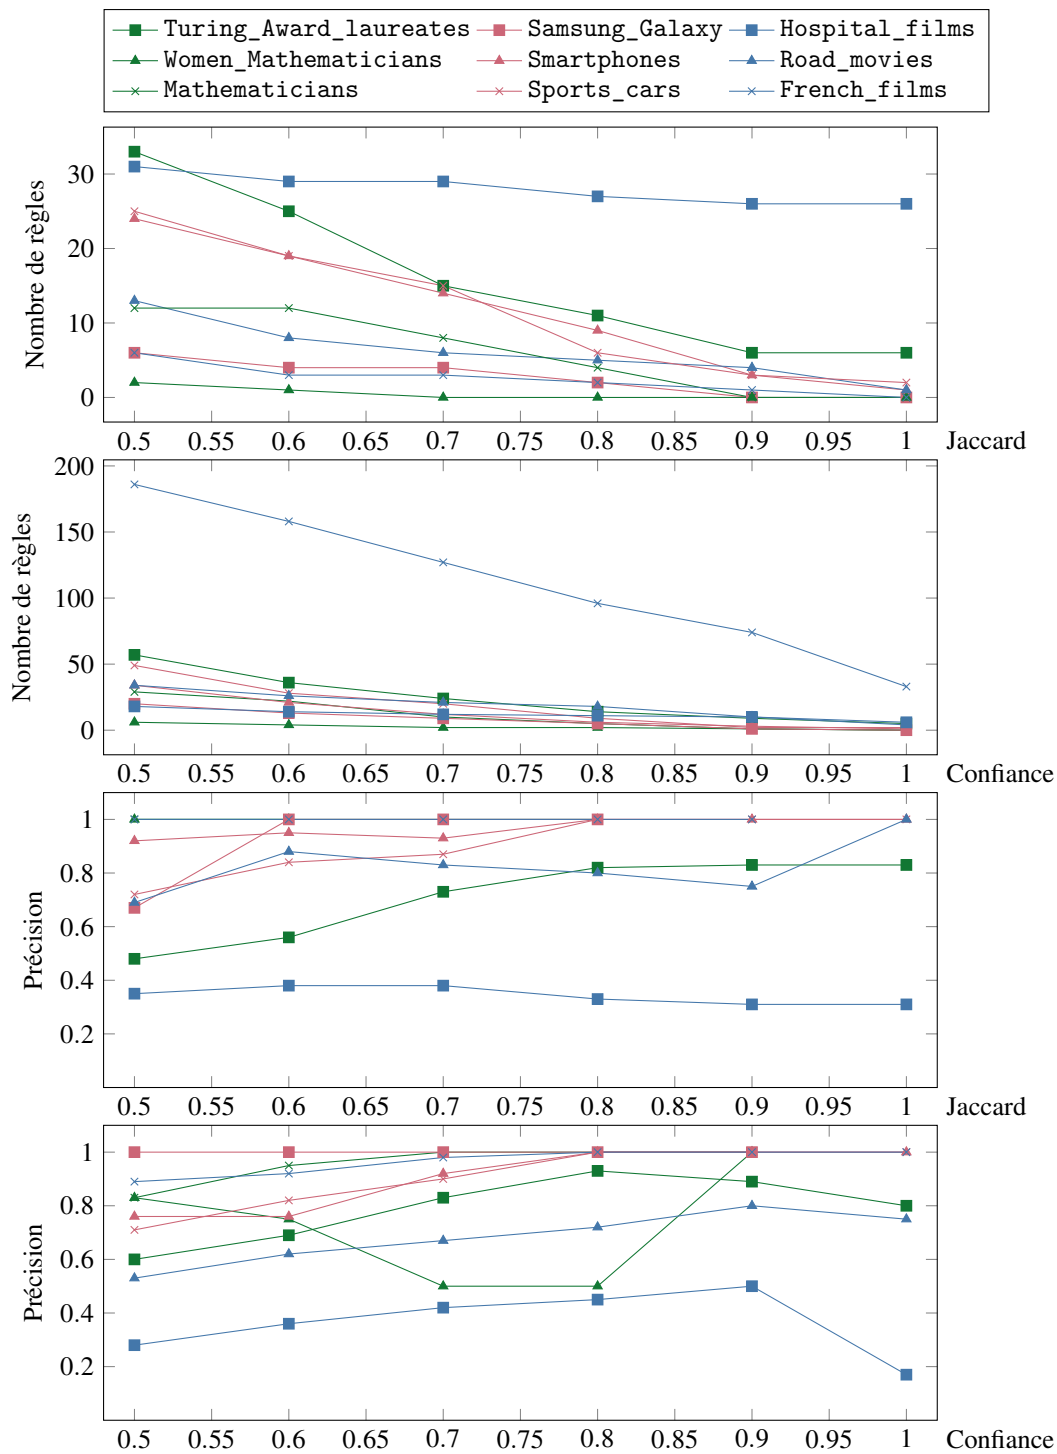 Turing_Award_laureates Samsung_Galaxy Hospital_films
Women_Mathematicians Smartphones Road_movies
Mathematicians Sports_cars French_films
Nombre de règles
30
20
10
0
0.5 0.55 0.6 0.65 0.7 0.75 0.8 0.85 0.9 0.95 1 Jaccard
Nombre de règles
200
150
100
50
0
0.5 0.55 0.6 0.65 0.7 0.75 0.8 0.85 0.9 0.95 1 Confiance
Précision
1
0.8
0.6
0.4
0.2
0.5 0.55 0.6 0.65 0.7 0.75 0.8 0.85 0.9 0.95 1 Jaccard
Précision
1
0.8
0.6
0.4
0.2
0.5 0.55 0.6 0.65 0.7 0.75 0.8 0.85 0.9 0.95 1 Confiance